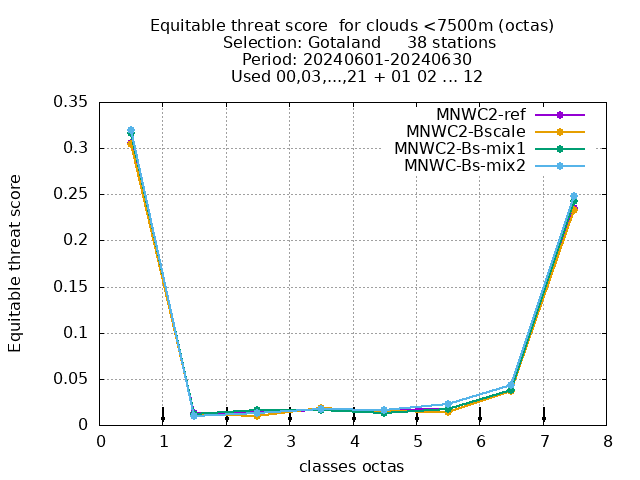 Equitable threat score  for clouds <7500m (octas)
Selection: Gotaland     38 stations
Period: 20240601-20240630
Used 00,03,...,21 + 01 02 ... 12
MNWC2-ref
MNWC2-Bscale
MNWC2-Bs-mix1
MNWC-Bs-mix2
Equitable threat score
0.35
0.3
0.25
0.2
0.15
0.1
0.05
0
0 1 2 3 4 5 6 7 8
classes octas